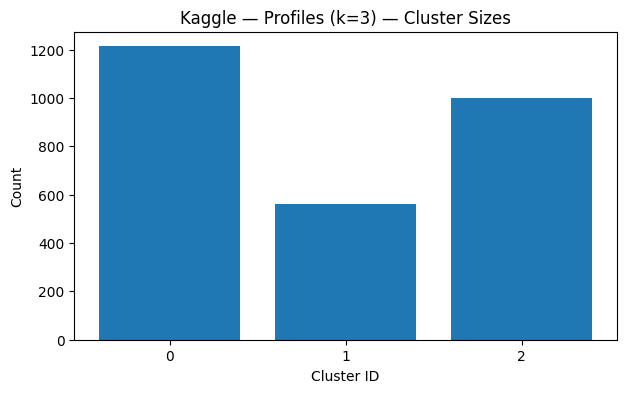 Kaggle — Profiles (k=3) — Cluster Sizes
1200
1000
800
600
400
200
0
Count
0 1 2
Cluster ID